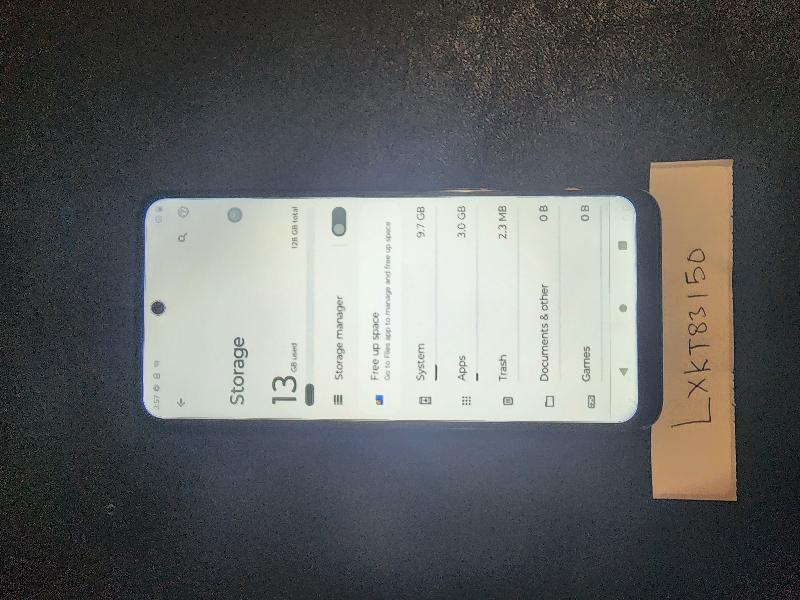 3:57
Storage
13 GB used
128 GB total
Storage manager
Free up space
Go to Files app to manage and free up space
System
9.7 GB
Apps
3.0 GB
Trash
2.3 MB
Documents & other
0 B
Games
0 B
LXKT83150